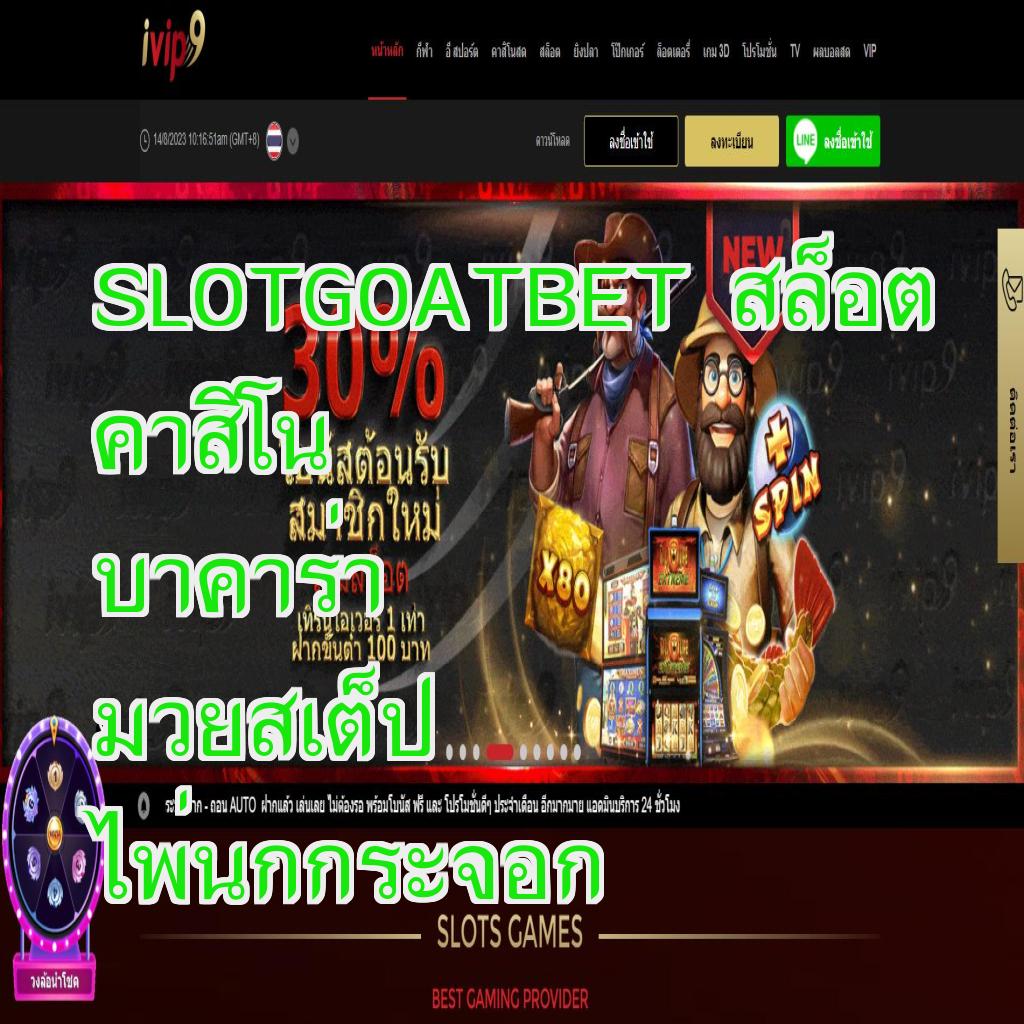 ivip9
หน้าหลัก กีฬา อีสปอร์ต คาสิโนสด สล็อต ยิงปลา โป๊กเกอร์ ล็อตเตอรี่ เกม 3D โปรโมชั่น TV ผลบอลสด VIP
14/8/2023 10:16:51am (GMT+8)
ดาวน์โหลด ลงชื่อเข้าใช้ ลงทะเบียน LINE ลงชื่อเข้าใช้
NEW
SLOTGOATBET สล็อต
30%
คาสิโน
ต้อนรับ
สมาชิกใหม่
+ SPIN
X80
EXTREME
บาคาร่า
1 เท่า
ฝากขั้นต่ำ 100 บาท
ติดต่อเรา
มวยสเต็ป
ถอน AUTO ฝากแล้ว เล่นเลย ไม่ต้องรอ พร้อมโบนัส ฟรี และ โปรโมชั่นดีๆ ประจำเดือน อีกมากมาย แอดมินบริการ 24 ชั่วโมง
ไพ่นกกระจอก
SLOTS GAMES
วงล้อนำโชค
BEST GAMING PROVIDER